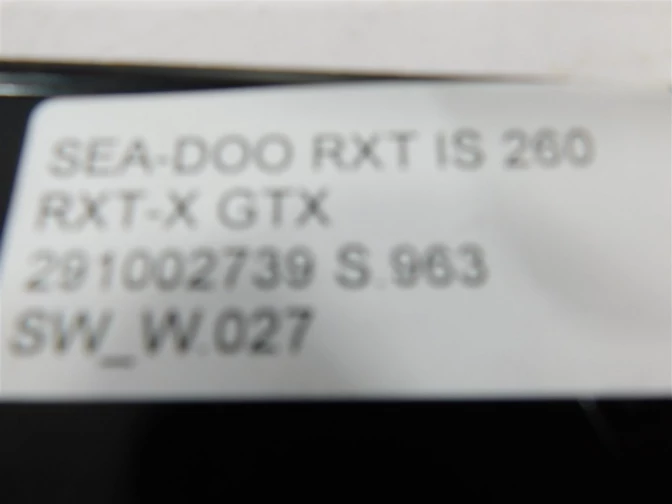 SEA-DOO RXT IS 260
RXT-X GTX
291002739 S.963
SW_W.027